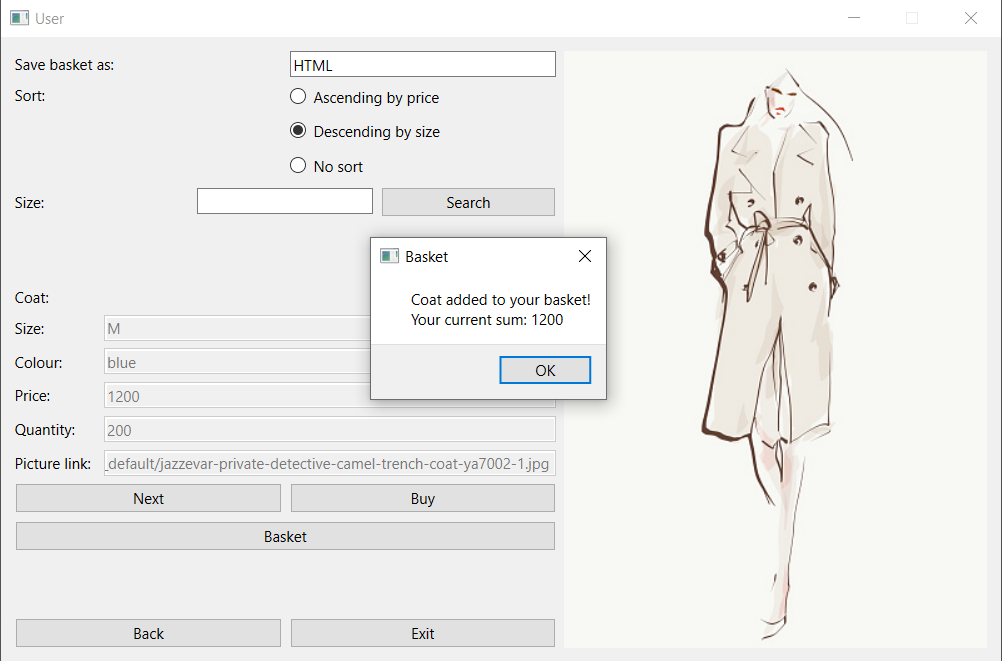 User
Save basket as:
HTML
Sort:
Ascending by price
Descending by size
No sort
Size:
Search
Basket
Coat added to your basket!
Your current sum: 1200
OK
Coat:
Size:
M
Colour:
blue
Price:
1200
Quantity:
200
Picture link:
_default/jazzevar-private-detective-camel-trench-coat-ya7002-1.jpg
Next
Buy
Basket
Back
Exit